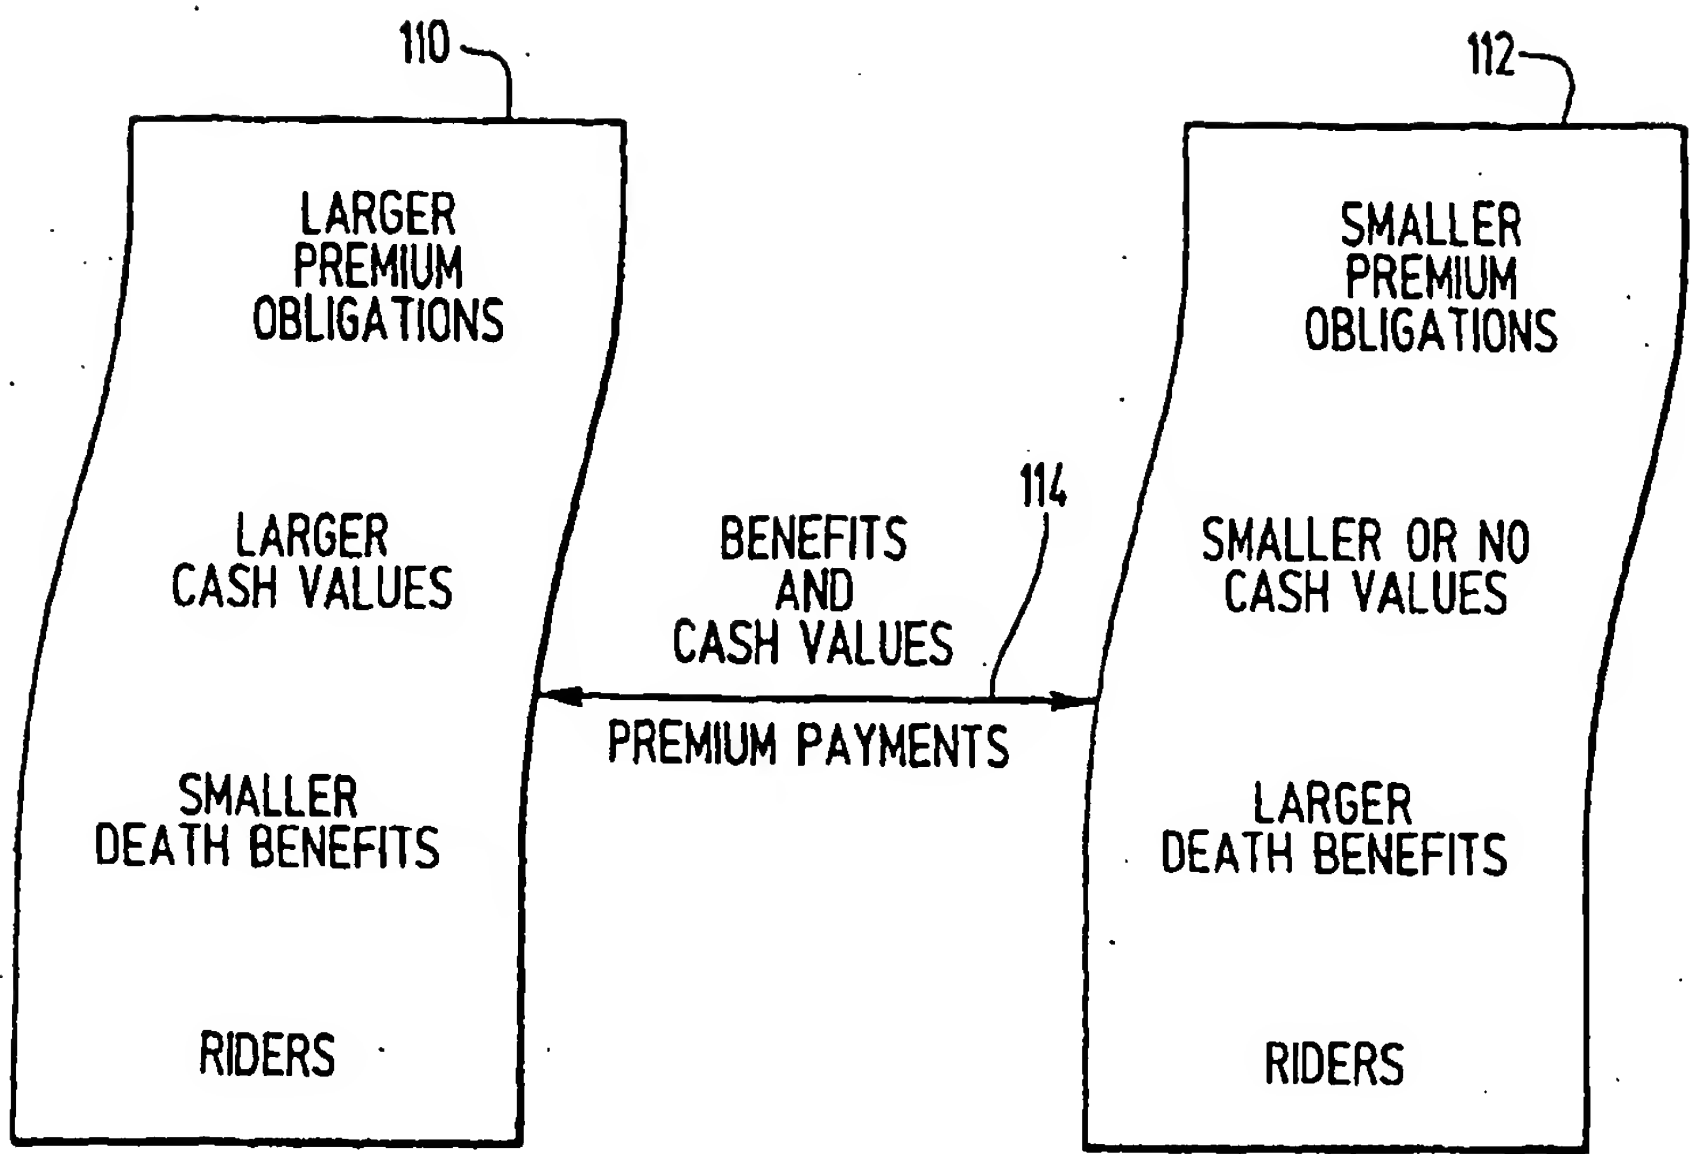 110
LARGER
PREMIUM
OBLIGATIONS
LARGER
CASH VALUES
SMALLER
DEATH BENEFITS
RIDERS
114
BENEFITS
AND
CASH VALUES
PREMIUM PAYMENTS
112
SMALLER
PREMIUM
OBLIGATIONS
SMALLER OR NO
CASH VALUES
LARGER
DEATH BENEFITS
RIDERS